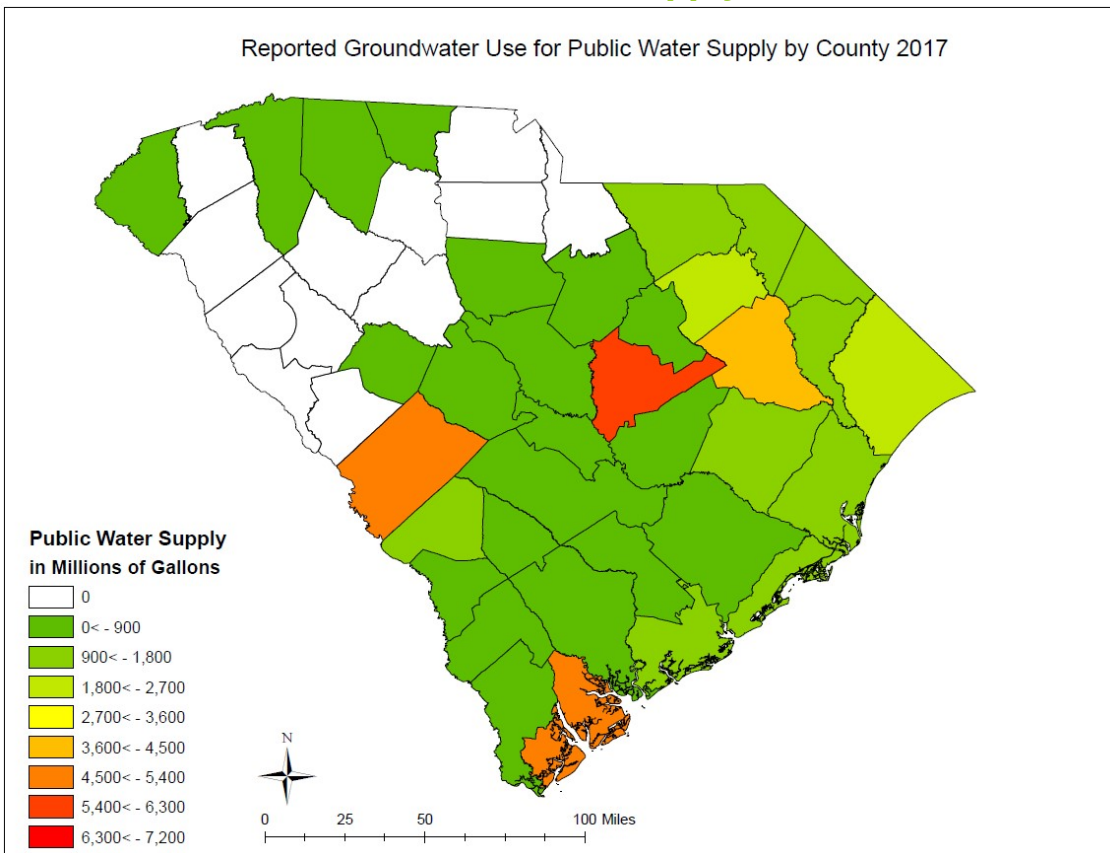 Reported Groundwater Use for Public Water Supply by County 2017
Public Water Supply
in Millions of Gallons
0
0< - 900
900< - 1,800
1,800< - 2,700
2,700< - 3,600
3,600< - 4,500
4,500< - 5,400
5,400< - 6,300
6,300< - 7,200
N
0 25 50 100 Miles